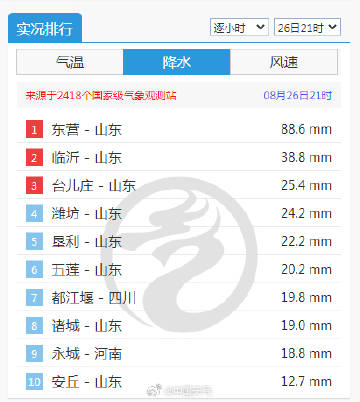 实况排行 逐小时 26日21时
气温 降水 风速
来源于2418个国家级气象观测站 08月26日21时
1 东营 - 山东 88.6 mm
2 临沂 - 山东 38.8 mm
3 台儿庄 - 山东 25.4 mm
4 潍坊 - 山东 24.2 mm
5 垦利 - 山东 22.2 mm
6 五莲 - 山东 20.2 mm
7 都江堰 - 四川 19.8 mm
8 诸城 - 山东 19.0 mm
9 永城 - 河南 18.8 mm
10 安丘 - 山东 12.7 mm